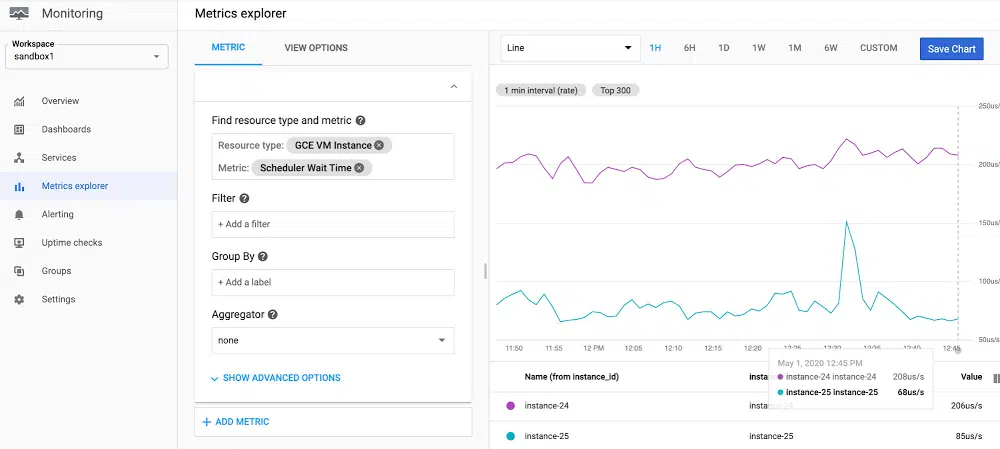 Monitoring
Metrics explorer
Workspace
sandbox1
Overview
Dashboards
Services
Metrics explorer
Alerting
Uptime checks
Groups
Settings
METRIC
VIEW OPTIONS
Find resource type and metric
Resource type: GCE VM Instance
Metric: Scheduler Wait Time
Filter
+ Add a filter
Group By
+ Add a label
Aggregator
none
SHOW ADVANCED OPTIONS
+ ADD METRIC
Line
1H 6H 1D 1W 1M 6W CUSTOM
Save Chart
1 min interval (rate) Top 300
250us/
200us/
150us/
100us/
50us/s
11:50 11:55 12 PM 12:05 12:10 12:15 12:20 12:25 12:30 12:35 12:40 12:45
May 1, 2020 12:45 PM
instance-24 instance-24 208us/s
instance-25 instance-25 68us/s
Name (from instance_id) Value
instance-24 206us/s
instance-25 instance-25 85us/s